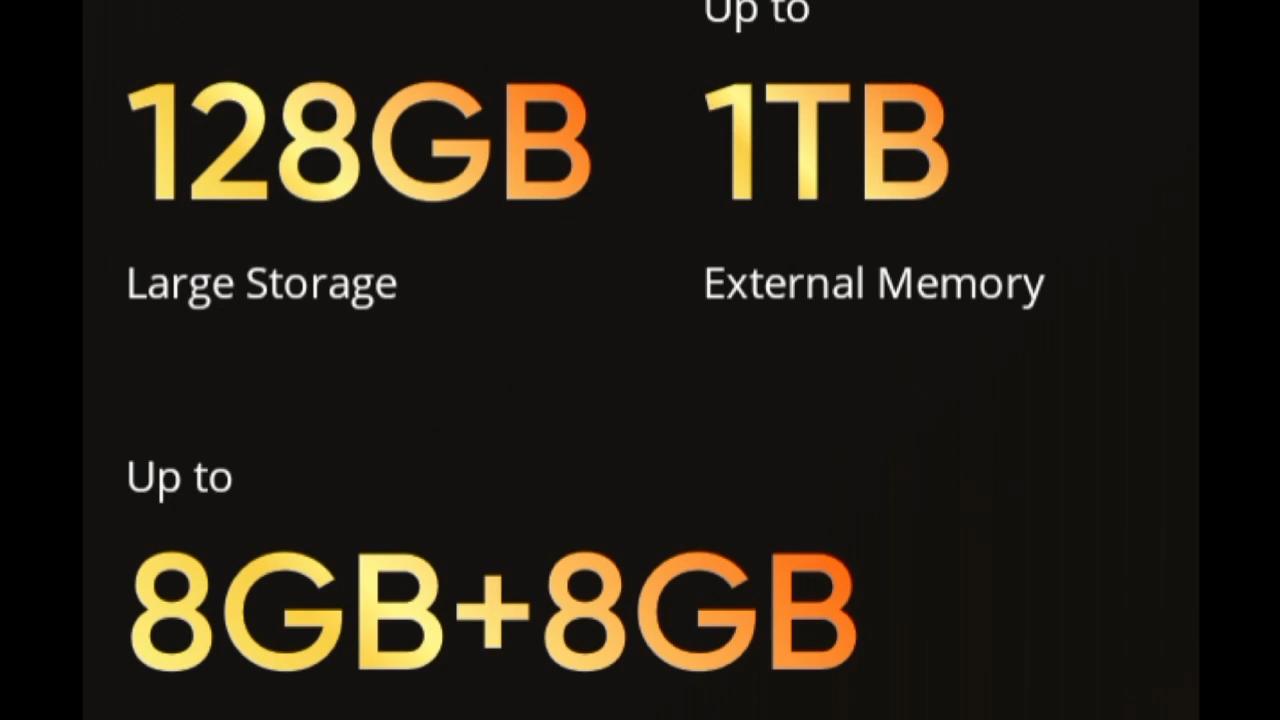 Up to
128GB 1TB
Large Storage External Memory
Up to
8GB+8GB